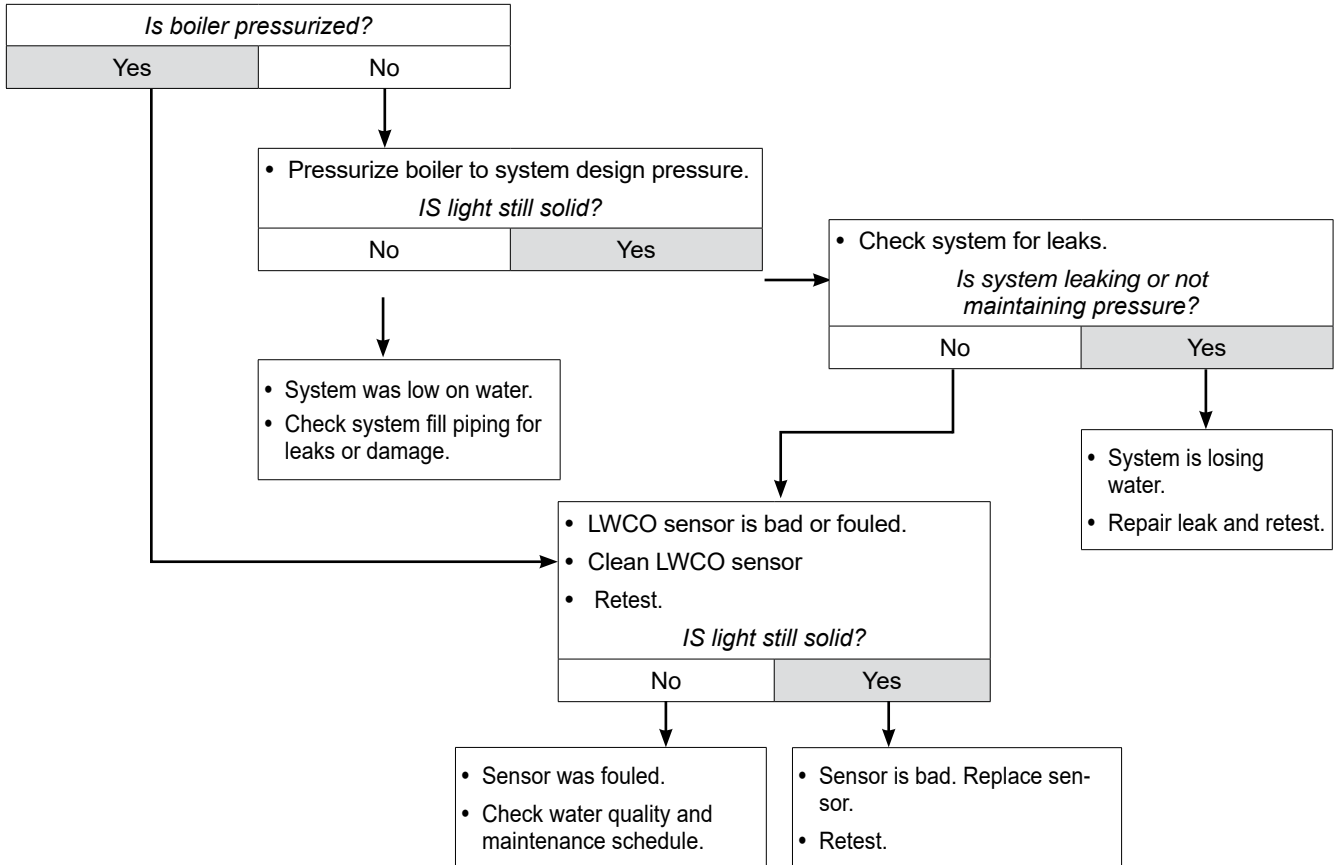 Is boiler pressurized?
Yes
No
• Pressurize boiler to system design pressure.
IS light still solid?
No
Yes
• Check system for leaks.
Is system leaking or not
maintaining pressure?
No
Yes
• System was low on water.
• Check system fill piping for
leaks or damage.
• System is losing
water.
• Repair leak and retest.
• LWCO sensor is bad or fouled.
• Clean LWCO sensor
• Retest.
IS light still solid?
No
Yes
• Sensor was fouled.
• Check water quality and
maintenance schedule.
• Sensor is bad. Replace sen-
sor.
• Retest.